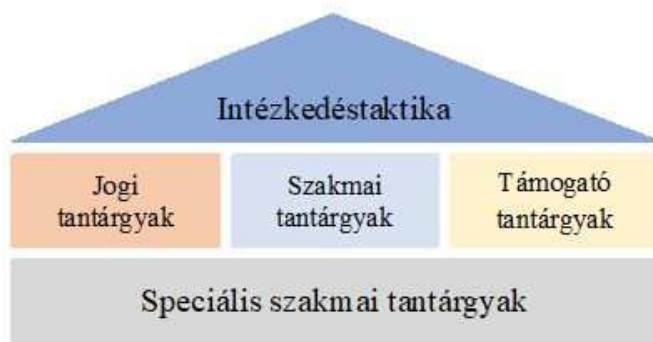 Intézkedéstaktika
Jogi
tantárgyak
Szakmai
tantárgyak
Támogató
tantárgyak
Speciális szakmai tantárgyak